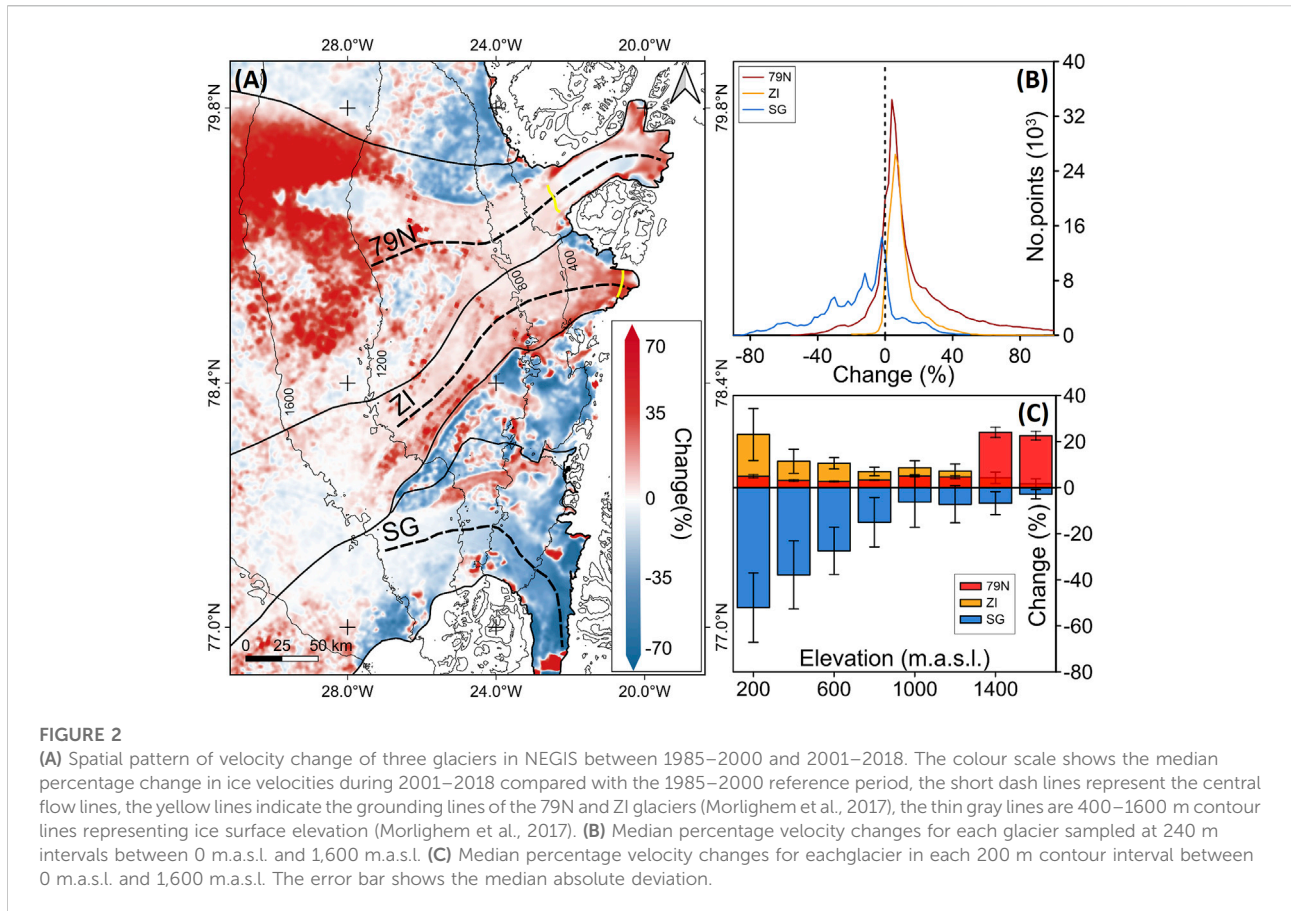 28.0°W 24.0°W 20.0°W
(A)
79.8°N
78.4°N
77.0°N
79N
ZI
SG
400
800
1200
1600
0 25 50 km
70
35
0
-35
-70
Change(%)
28.0°W 24.0°W 20.0°W
(B)
79N
ZI
SG
79.8°N
40
32
24
16
8
0
No.points (10³)
-80 -40 0 40 80
Change (%)
78.4°N
(C)
40
20
0
-20
-40
-60
-80
Change (%)
79N
ZI
SG
77.0°N
Elevation (m.a.s.l.)
200 600 1000 1400
FIGURE 2
(A) Spatial pattern of velocity change of three glaciers in NEGIS between 1985–2000 and 2001–2018. The colour scale shows the median
percentage change in ice velocities during 2001–2018 compared with the 1985–2000 reference period, the short dash lines represent the central
flow lines, the yellow lines indicate the grounding lines of the 79N and ZI glaciers (Morlighem et al., 2017), the thin gray lines are 400–1600 m contour
lines representing ice surface elevation (Morlighem et al., 2017). (B) Median percentage velocity changes for each glacier sampled at 240 m
intervals between 0 m.a.s.l. and 1,600 m.a.s.l. (C) Median percentage velocity changes for eachglacier in each 200 m contour interval between
0 m.a.s.l. and 1,600 m.a.s.l. The error bar shows the median absolute deviation.